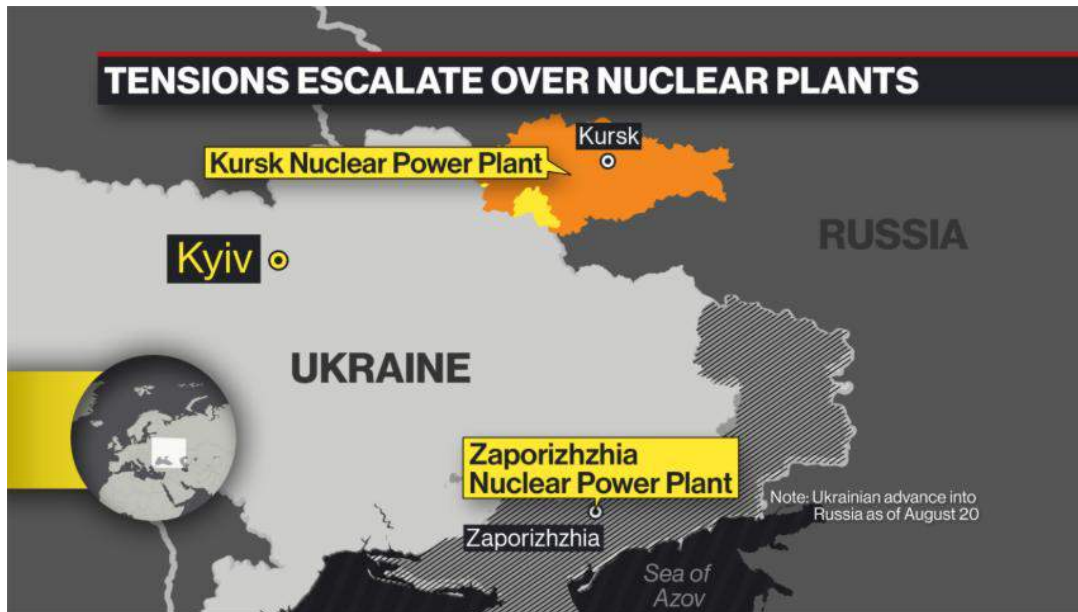 TENSIONS ESCALATE OVER NUCLEAR PLANTS
Kursk
Kursk Nuclear Power Plant
RUSSIA
Kyiv
UKRAINE
Zaporizhzhia
Nuclear Power Plant
Note: Ukrainian advance into
Russia as of August 20
Zaporizhzhia
Sea of
Azov